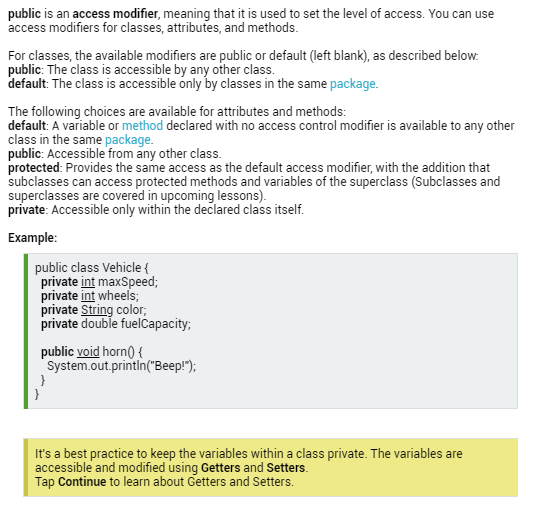 public is an access modifier, meaning that it is used to set the level of access. You can use
access modifiers for classes, attributes, and methods.
For classes, the available modifiers are public or default (left blank), as described below:
public: The class is accessible by any other class.
default: The class is accessible only by classes in the same package.
The following choices are available for attributes and methods:
default: A variable or method declared with no access control modifier is available to any other
class in the same package.
public: Accessible from any other class.
protected: Provides the same access as the default access modifier, with the addition that
subclasses can access protected methods and variables of the superclass (Subclasses and
superclasses are covered in upcoming lessons).
private: Accessible only within the declared class itself.
Example:
public class Vehicle {
private int maxSpeed;
private int wheels;
private String color;
private double fuelCapacity;
public void horn() {
System.out.println("Beep!");
}
}
It's a best practice to keep the variables within a class private. The variables are
accessible and modified using Getters and Setters.
Tap Continue to learn about Getters and Setters.